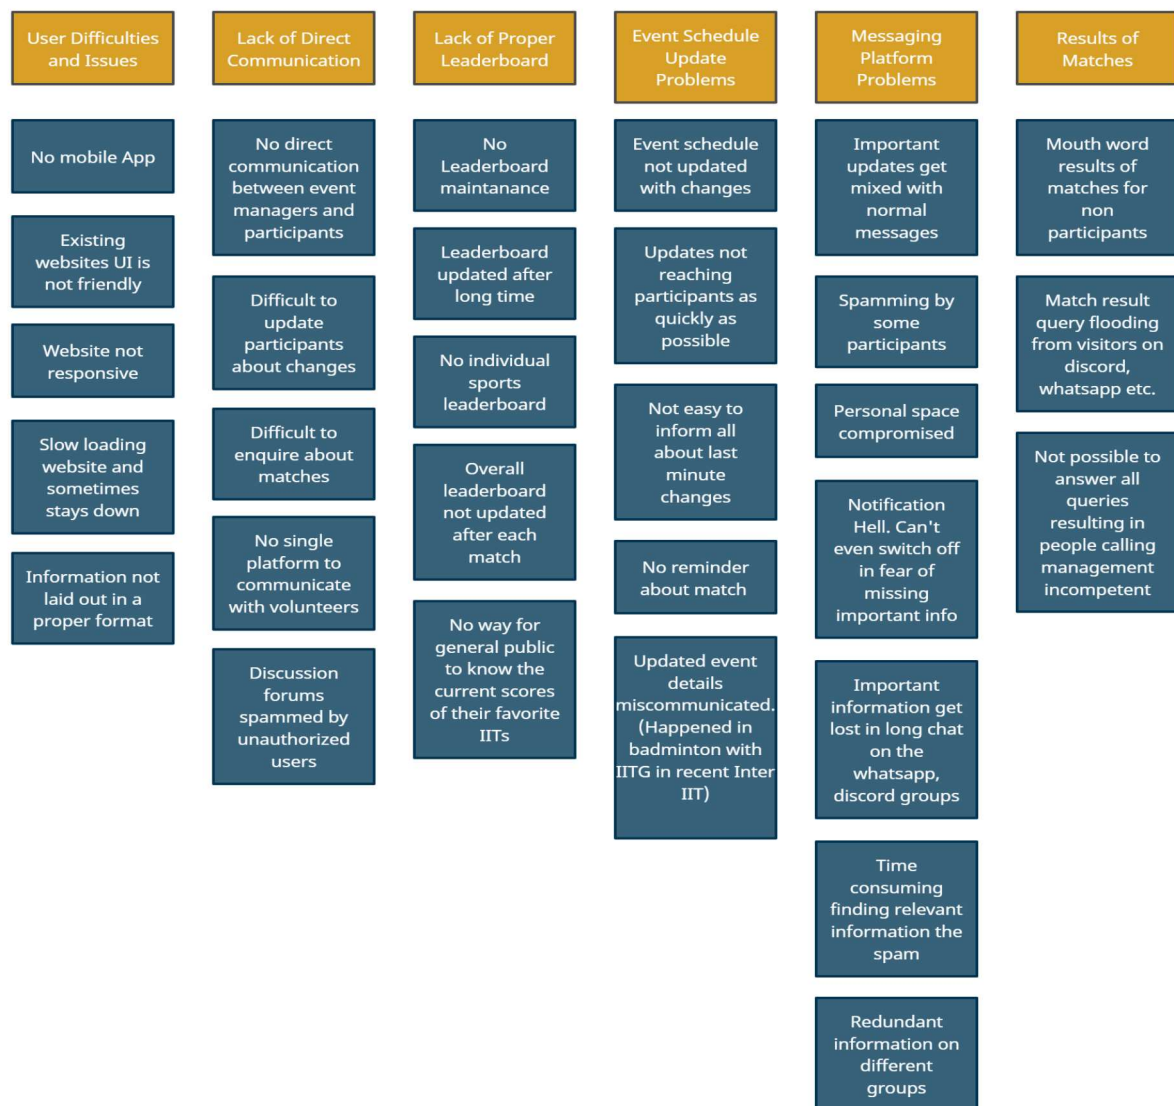 User Difficulties
and Issues
No mobile App
Existing
websites UI is
not friendly
Website not
responsive
Slow loading
website and
sometimes
stays down
Information not
laid out in a
proper format
Lack of Direct
Communication
No direct
communication
between event
managers and
participants
Difficult to
update
participants
about changes
Difficult to
enquire about
matches
No single
platform to
communicate
with volunteers
Discussion
forums
spammed by
unauthorized
users
Lack of Proper
Leaderboard
No
Leaderboard
maintanance
Leaderboard
updated after
long time
No individual
sports
leaderboard
Overall
leaderboard
not updated
after each
match
No way for
general public
to know the
current scores
of their favorite
IITs
Event Schedule
Update
Problems
Event schedule
not updated
with changes
Updates not
reaching
participants as
quickly as
possible
Not easy to
inform all
about last
minute
changes
No reminder
about match
Updated event
details
miscommunicated.
(Happened in
badminton with
IITG in recent Inter
IIT)
Messaging
Platform
Problems
Important
updates get
mixed with
normal
messages
Spamming by
some
participants
Personal space
compromised
Notification
Hell. Can't
even switch off
in fear of
missing
important info
Important
information get
lost in long chat
on the
whatsapp,
discord groups
Time
consuming
finding relevant
information the
spam
Redundant
information on
different
groups
Results of
Matches
Mouth word
results of
matches for
non
participants
Match result
query flooding
from visitors on
discord,
whatsapp etc.
Not possible to
answer all
queries
resulting in
people calling
management
incompetent